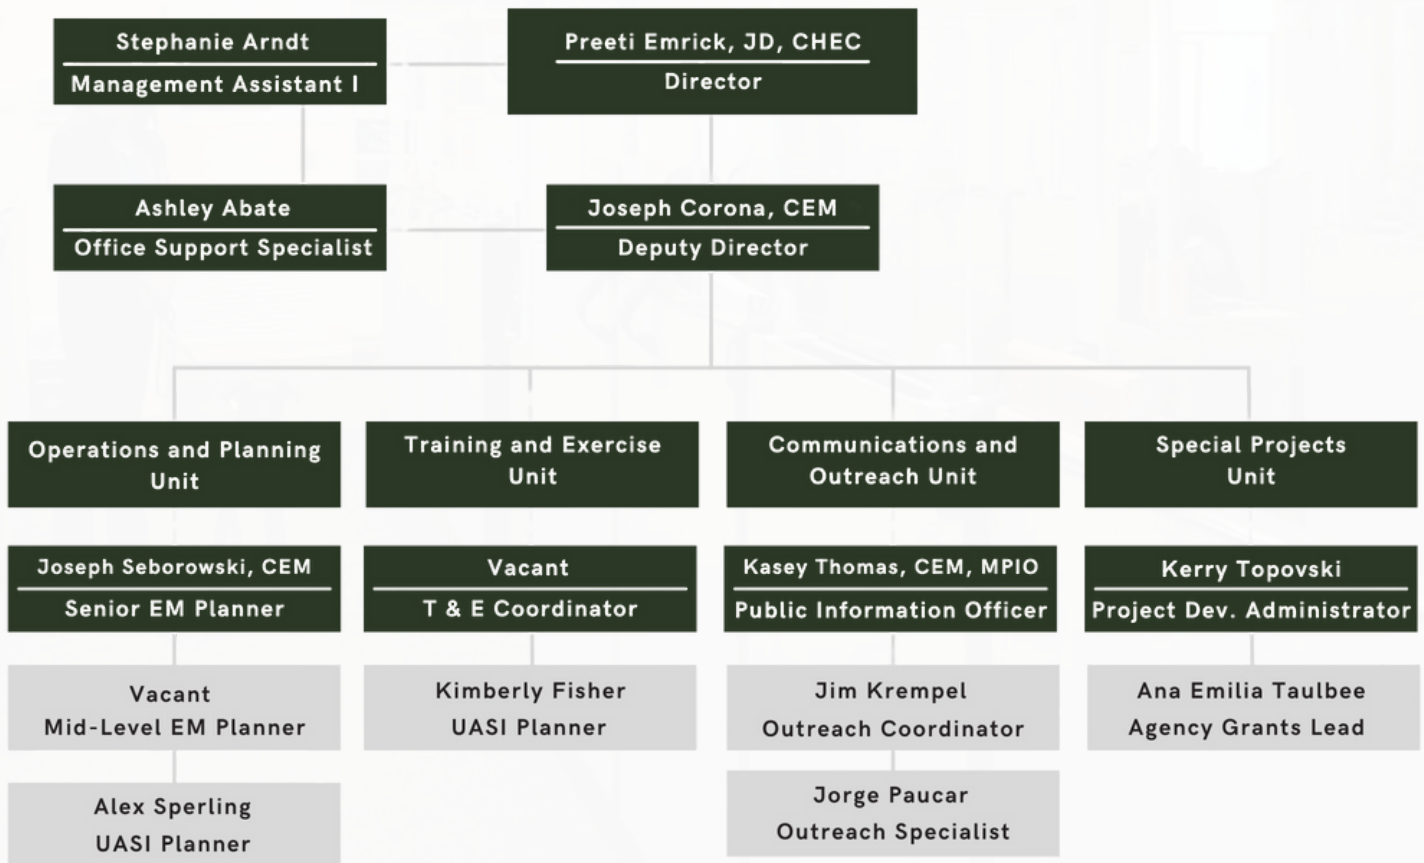 Stephanie Arndt
Management Assistant I
Preeti Emrick, JD, CHEC
Director
Ashley Abate
Office Support Specialist
Joseph Corona, CEM
Deputy Director
Operations and Planning
Unit
Training and Exercise
Unit
Communications and
Outreach Unit
Special Projects
Unit
Joseph Seborowski, CEM
Senior EM Planner
Vacant
T & E Coordinator
Kasey Thomas, CEM, MPIO
Public Information Officer
Kerry Topovski
Project Dev. Administrator
Vacant
Mid-Level EM Planner
Kimberly Fisher
UASI Planner
Jim Krempel
Outreach Coordinator
Ana Emilia Taulbee
Agency Grants Lead
Alex Sperling
UASI Planner
Jorge Paucar
Outreach Specialist